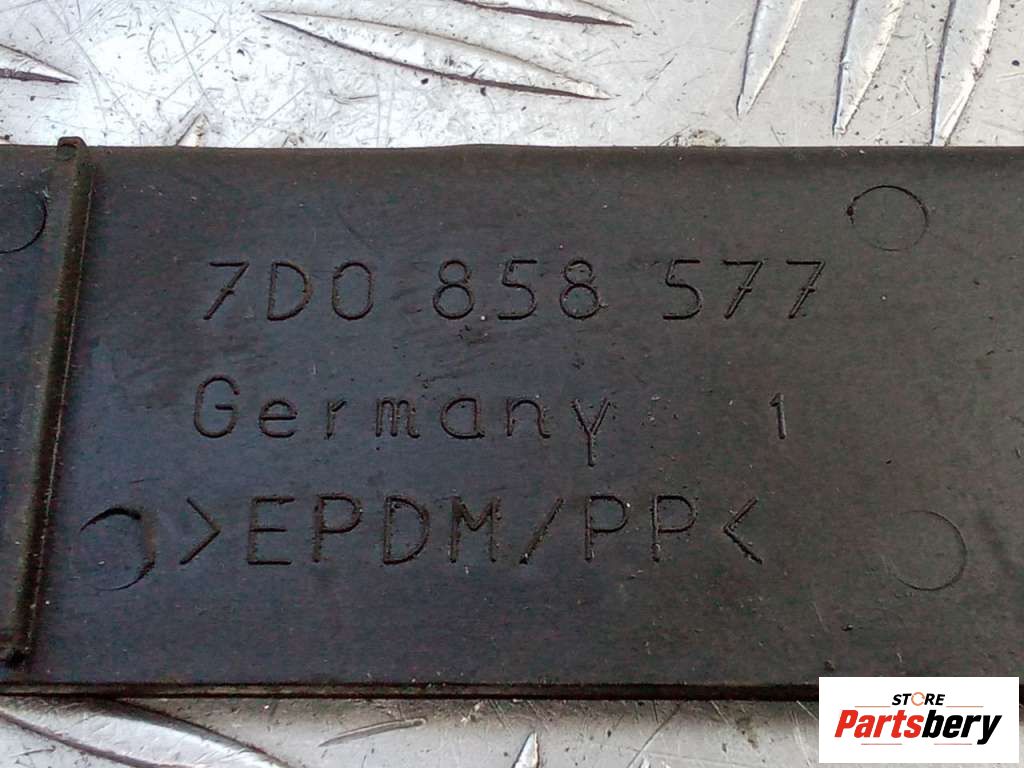 7D0 858 577
Germany 1
>EPDM/PP<
STORE
Partsbery